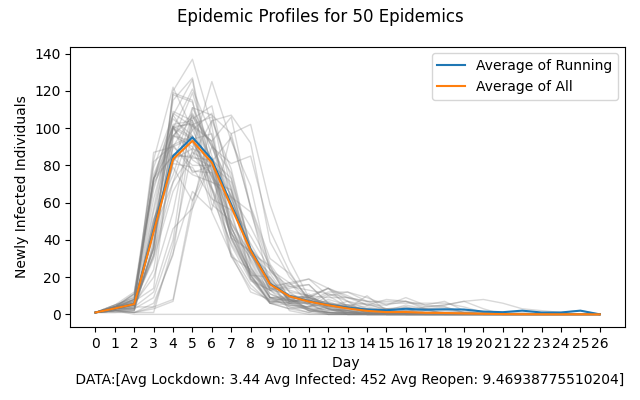 Epidemic Profiles for 50 Epidemics
Average of Running
Average of All
Newly Infected Individuals
140
120
100
80
60
40
20
0
0 1 2 3 4 5 6 7 8 9 10 11 12 13 14 15 16 17 18 19 20 21 22 23 24 25 26
Day
DATA:[Avg Lockdown: 3.44 Avg Infected: 452 Avg Reopen: 9.46938775510204]